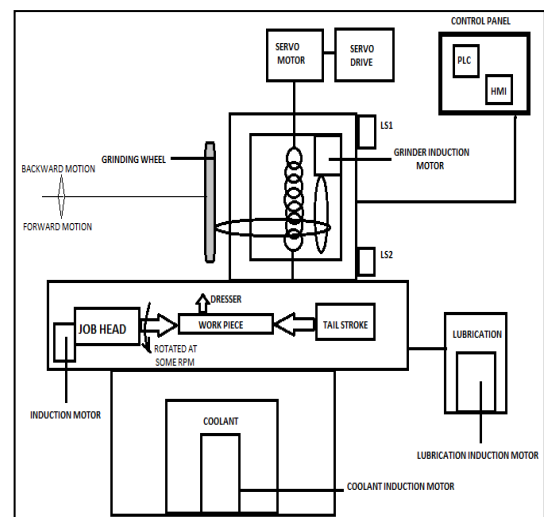 CONTROL PANEL
SERVO
MOTOR
SERVO
DRIVE
PLC
HMI
LS1
GRINDING WHEEL
GRINDER INDUCTION
MOTOR
BACKWARD MOTION
FORWARD MOTION
LS2
DRESSER
JOB HEAD
WORK PIECE
TAIL STROKE
ROTATED AT
SOME RPM
LUBRICATION
INDUCTION MOTOR
COOLANT
LUBRICATION INDUCTION MOTOR
COOLANT INDUCTION MOTOR